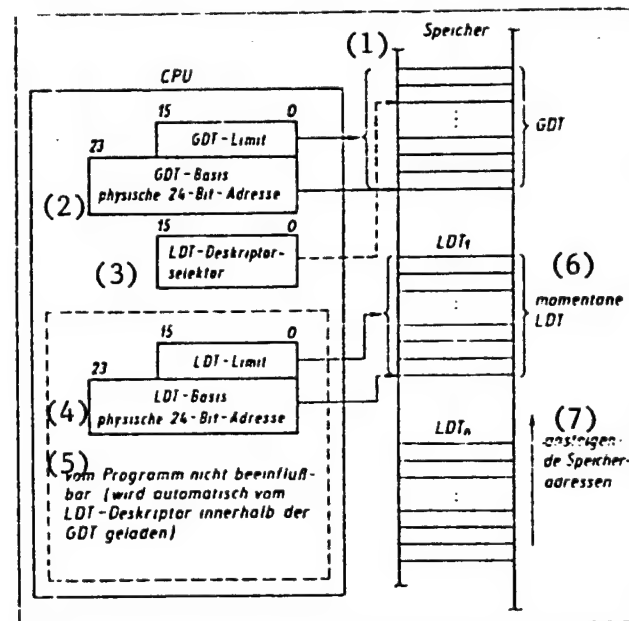 (1)
Speicher
CPU
15 0
GDT-Limit
23
GDT-Basis
physische 24-Bit-Adresse
(2)
GDT
15 0
LDT-Deskriptor-
selektor
(3)
LDT1
(6)
momentane
LDT
15 0
LDT-Limit
23
LDT-Basis
physische 24-Bit-Adresse
(4)
(5)
vom Programm nicht beeinfluß-
bar (wird automatisch vom
LDT-Deskriptor innerhalb der
GDT geladen)
LDTn
(7)
ansteigen-
de Speicher-
adressen